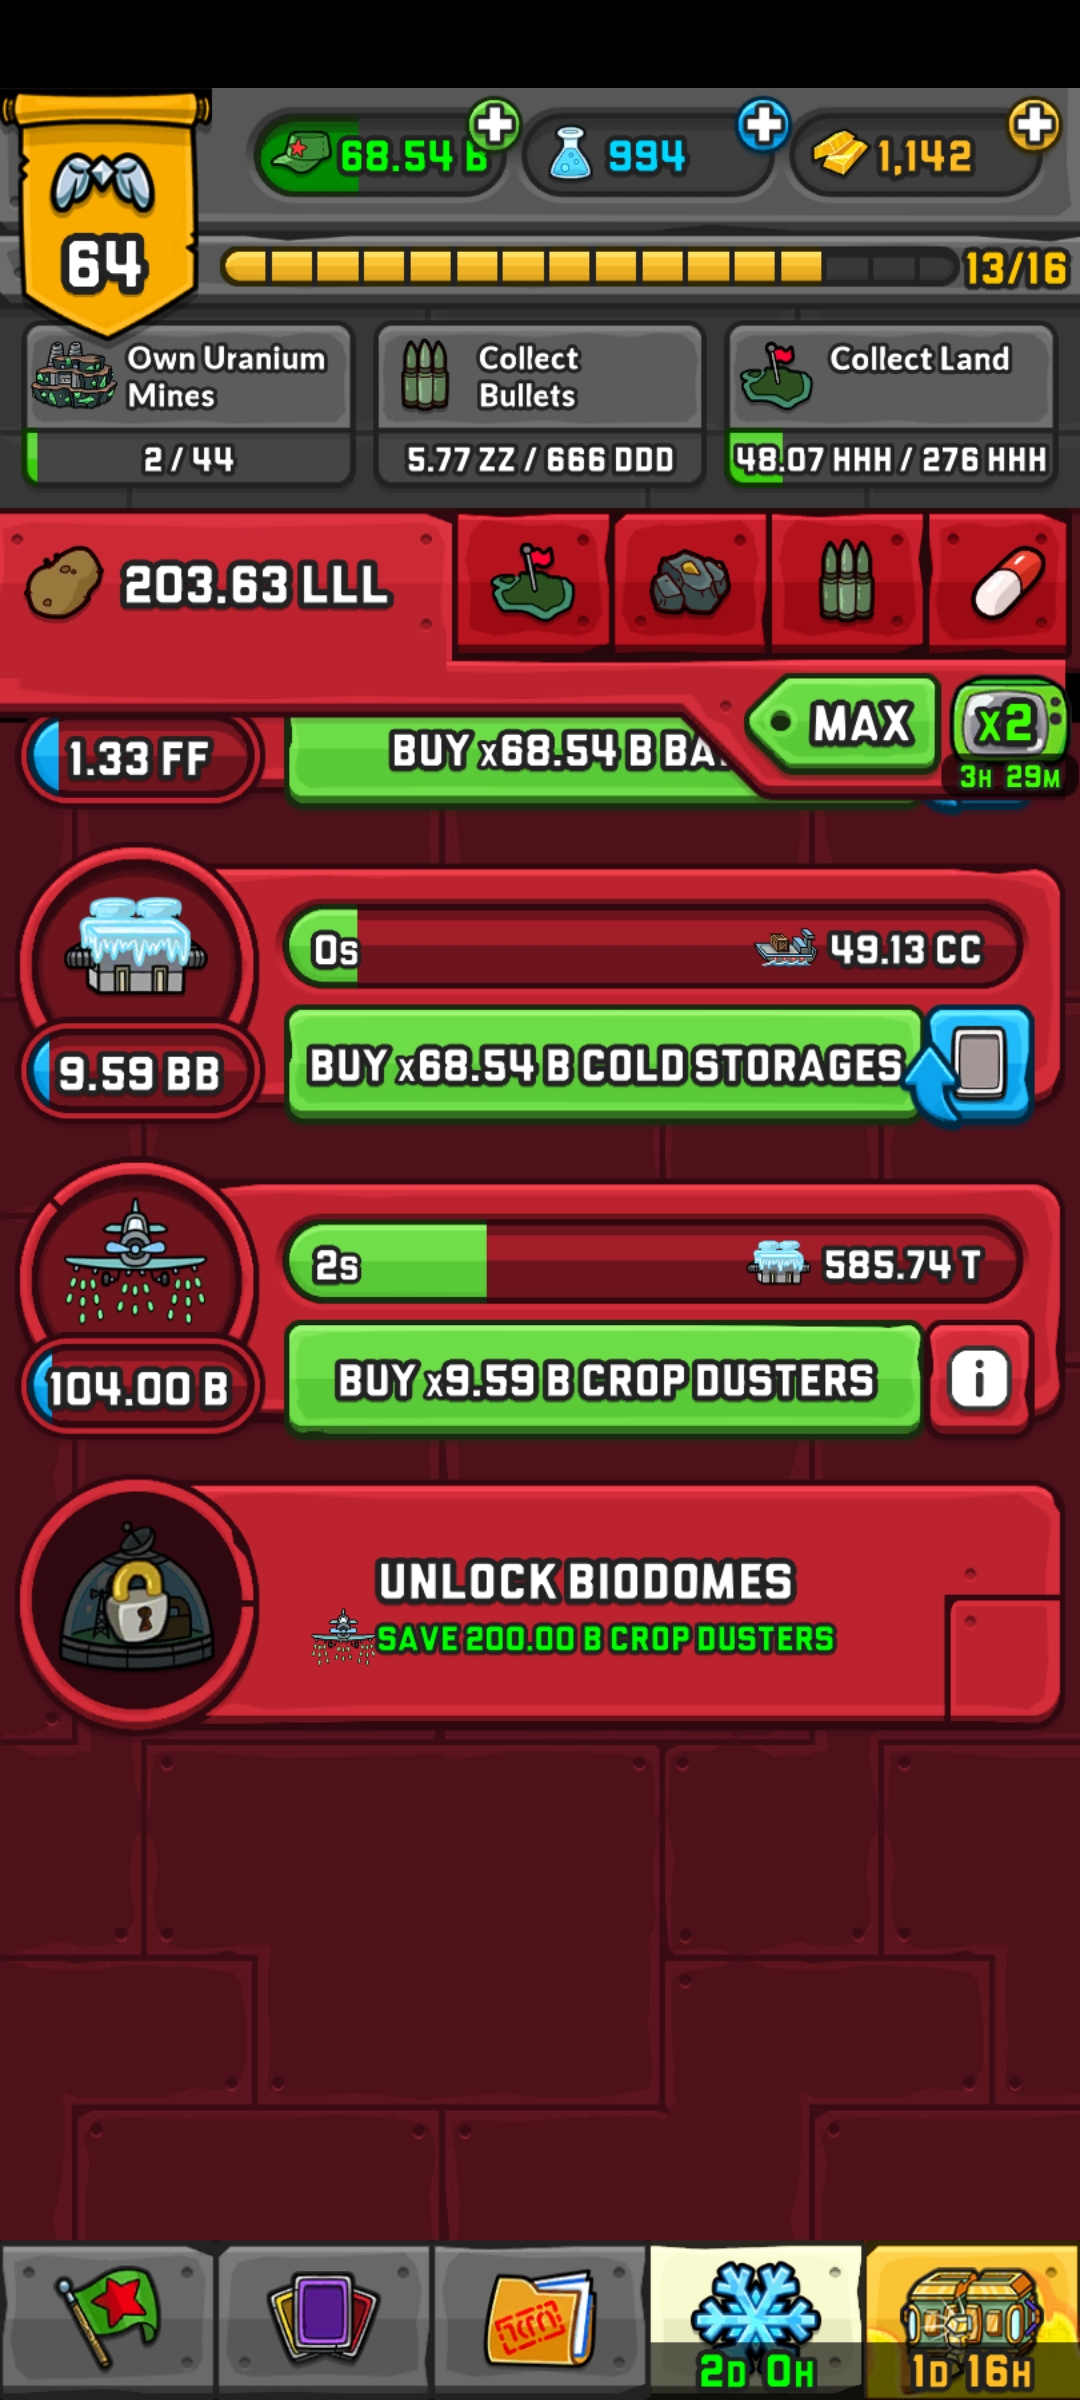 68.54 B
994
1,142
64
13/16
Own Uranium
Mines
2 / 44
Collect
Bullets
5.77 ZZ / 666 DDD
Collect Land
48.07 HHH / 276 HHH
203.63 LLL
MAX
X2
3H 29M
1.33 FF
BUY x68.54 B BA
0s
49.13 CC
9.59 BB
BUY x68.54 B COLD STORAGES
2s
585.74 T
104.00 B
BUY x9.59 B CROP DUSTERS
i
UNLOCK BIODOMES
SAVE 200.00 B CROP DUSTERS
2D 0H
1D 16H